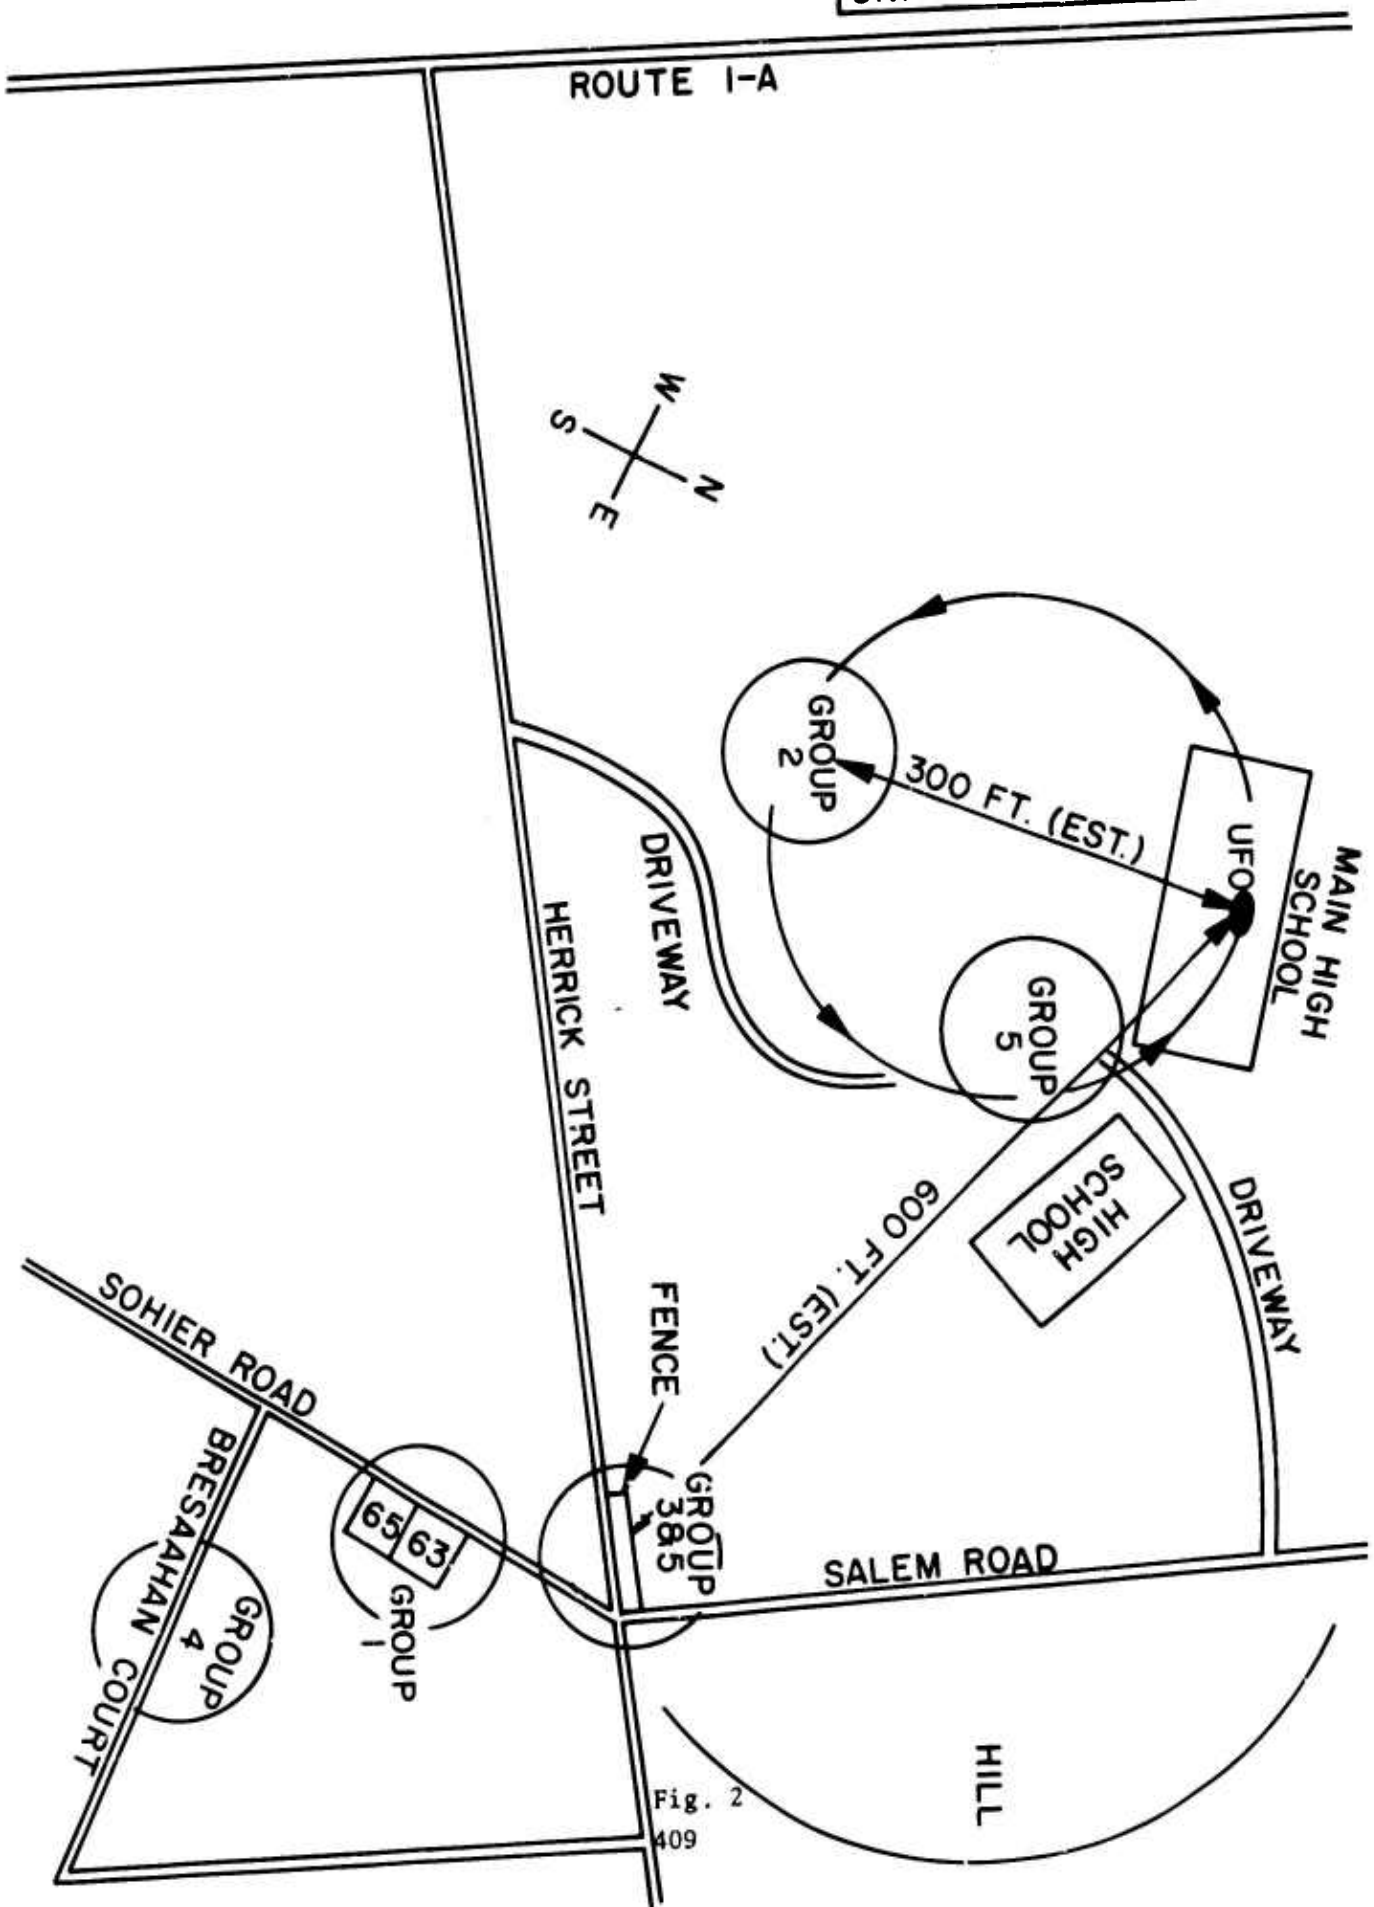 ROUTE 1-A
W
S
N
E
GROUP
2
300 FT. (EST.)
UFO
MAIN HIGH
SCHOOL
DRIVEWAY
HERRICK STREET
GROUP
5
HIGH
SCHOOL
DRIVEWAY
600 FT. (EST.)
FENCE
SOHIER ROAD
BRESAAHAN COURT
65
63
GROUP
1
GROUP
3&5
SALEM ROAD
GROUP
4
HILL
Fig. 2
409